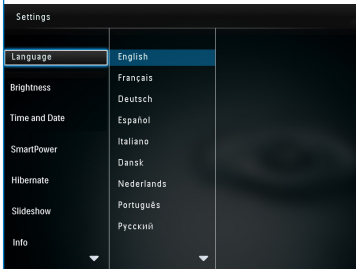 Settings
Language
Brightness
Time and Date
SmartPower
Hibernate
Slideshow
Info
English
Français
Deutsch
Español
Italiano
Dansk
Nederlands
Português
Русский